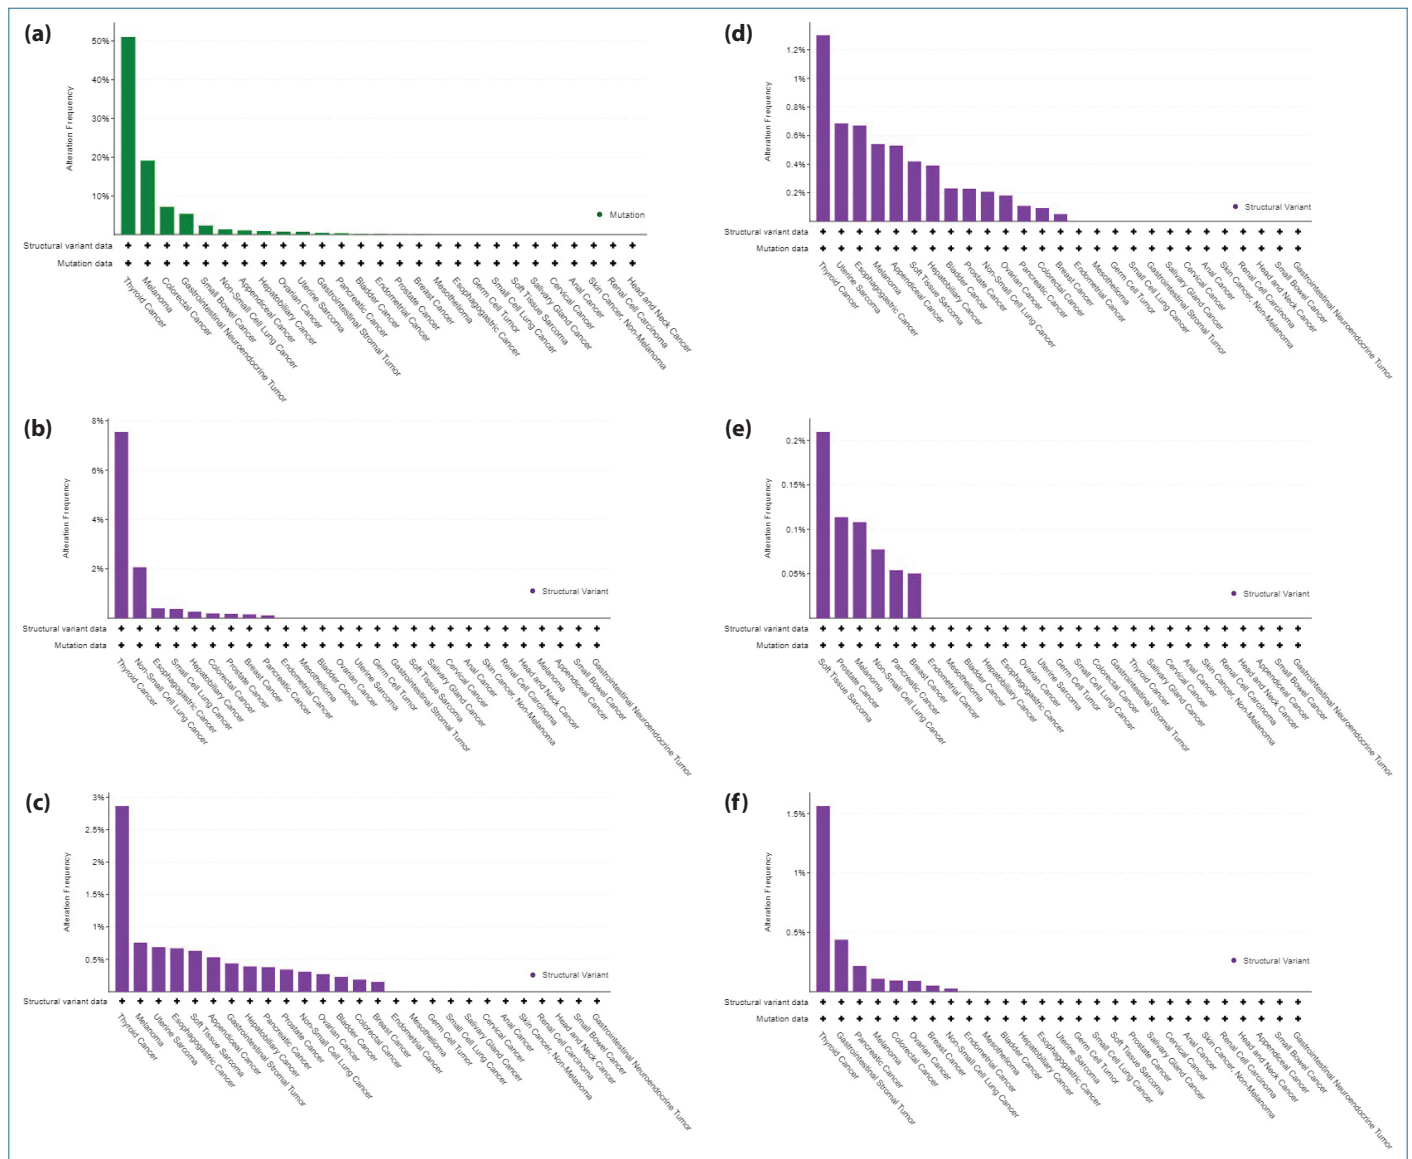 (a)
Alteration Frequency
50%
40%
30%
20%
10%
Mutation
Structural variant data
Mutation data
Thyroid Cancer
Melanoma
Colorectal Cancer
Gastrointestinal Neuroendocrine Tumor
Small Bowel Cancer
Non-Small Cell Lung Cancer
Appendiceal Cancer
Hepatobiliary Cancer
Ovarian Cancer
Uterine Sarcoma
Gastrointestinal Stromal Tumor
Pancreatic Cancer
Bladder Cancer
Endometrial Cancer
Prostate Cancer
Breast Cancer
Mesothelioma
Esophagogastric Cancer
Germ Cell Tumor
Small Cell Lung Cancer
Soft Tissue Sarcoma
Salivary Gland Cancer
Cervical Cancer
Anal Cancer
Skin Cancer, Non-Melanoma
Renal Cell Carcinoma
Head and Neck Cancer
(b)
Alteration Frequency
8%
6%
4%
2%
Structural Variant
Structural variant data
Mutation data
Thyroid Cancer
Non-Small Cell Lung Cancer
Esophagogastric Cancer
Small Cell Lung Cancer
Hepatobiliary Cancer
Colorectal Cancer
Prostate Cancer
Breast Cancer
Pancreatic Cancer
Endometrial Cancer
Mesothelioma
Bladder Cancer
Ovarian Cancer
Uterine Sarcoma
Germ Cell Tumor
Gastrointestinal Stromal Tumor
Soft Tissue Sarcoma
Salivary Gland Cancer
Cervical Cancer
Anal Cancer
Skin Cancer, Non-Melanoma
Renal Cell Carcinoma
Head and Neck Cancer
Melanoma
Appendiceal Cancer
Small Bowel Cancer
Gastrointestinal Neuroendocrine Tumor
(c)
Alteration Frequency
3%
2.5%
2%
1.5%
1%
0.5%
Structural Variant
Structural variant data
Thyroid Cancer
Melanoma
Uterine Sarcoma
Esophagogastric Cancer
Soft Tissue Sarcoma
Appendiceal Cancer
Gastrointestinal Stromal Tumor
Hepatobiliary Cancer
Pancreatic Cancer
Prostate Cancer
Non-Small Cell Lung Cancer
Ovarian Cancer
Bladder Cancer
Colorectal Cancer
Breast Cancer
Endometrial Cancer
Mesothelioma
Germ Cell Tumor
Small Cell Lung Cancer
Salivary Gland Cancer
Cervical Cancer
Anal Cancer
Skin Cancer, Non-Melanoma
Renal Cell Carcinoma
Head and Neck Cancer
Small Bowel Cancer
Gastrointestinal Neuroendocrine Tumor
(d)
Alteration Frequency
1.2%
1%
0.8%
0.6%
0.4%
0.2%
Structural Variant
Structural variant data
Mutation data
Thyroid Cancer
Uterine Sarcoma
Esophagogastric Cancer
Melanoma
Appendiceal Cancer
Soft Tissue Sarcoma
Hepatobiliary Cancer
Bladder Cancer
Prostate Cancer
Non-Small Cell Lung Cancer
Ovarian Cancer
Pancreatic Cancer
Colorectal Cancer
Breast Cancer
Endometrial Cancer
Mesothelioma
Germ Cell Tumor
Small Cell Lung Cancer
Gastrointestinal Stromal Tumor
Salivary Gland Cancer
Cervical Cancer
Anal Cancer
Skin Cancer, Non-Melanoma
Renal Cell Carcinoma
Head and Neck Cancer
Small Bowel Cancer
Gastrointestinal Neuroendocrine Tumor
(e)
Alteration Frequency
0.2%
0.15%
0.1%
0.05%
Structural Variant
Structural variant data
Mutation data
Soft Tissue Sarcoma
Prostate Cancer
Melanoma
Non-Small Cell Lung Cancer
Pancreatic Cancer
Breast Cancer
Endometrial Cancer
Mesothelioma
Bladder Cancer
Hepatobiliary Cancer
Esophagogastric Cancer
Ovarian Cancer
Uterine Sarcoma
Germ Cell Tumor
Small Cell Lung Cancer
Colorectal Cancer
Gastrointestinal Stromal Tumor
Thyroid Cancer
Salivary Gland Cancer
Cervical Cancer
Anal Cancer
Skin Cancer, Non-Melanoma
Renal Cell Carcinoma
Head and Neck Cancer
Appendiceal Cancer
Small Bowel Cancer
Gastrointestinal Neuroendocrine Tumor
(f)
Alteration Frequency
1.5%
1%
0.5%
Structural Variant
Structural variant data
Mutation data
Thyroid Cancer
Gastrointestinal Stromal Tumor
Pancreatic Cancer
Melanoma
Colorectal Cancer
Ovarian Cancer
Breast Cancer
Non-Small Cell Lung Cancer
Endometrial Cancer
Mesothelioma
Bladder Cancer
Hepatobiliary Cancer
Esophagogastric Cancer
Uterine Sarcoma
Germ Cell Tumor
Small Cell Lung Cancer
Soft Tissue Sarcoma
Prostate Cancer
Salivary Gland Cancer
Cervical Cancer
Anal Cancer
Skin Cancer, Non-Melanoma
Renal Cell Carcinoma
Head and Neck Cancer
Appendiceal Cancer
Small Bowel Cancer
Gastrointestinal Neuroendocrine Tumor